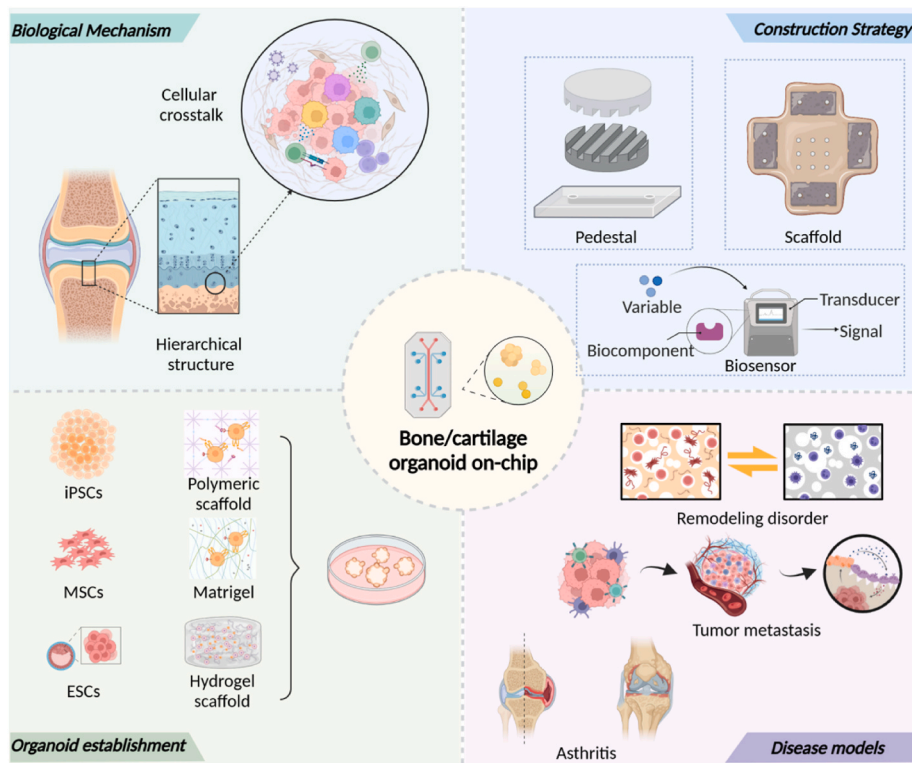 Biological Mechanism
Cellular
crosstalk
Hierarchical
structure
Construction Strategy
Pedestal
Scaffold
Variable
Biocomponent
Transducer
Signal
Biosensor
Bone/cartilage
organoid on-chip
iPSCs
MSCs
ESCs
Polymeric
scaffold
Matrigel
Hydrogel
scaffold
Organoid establishment
Remodeling disorder
Tumor metastasis
Asthritis
Disease models